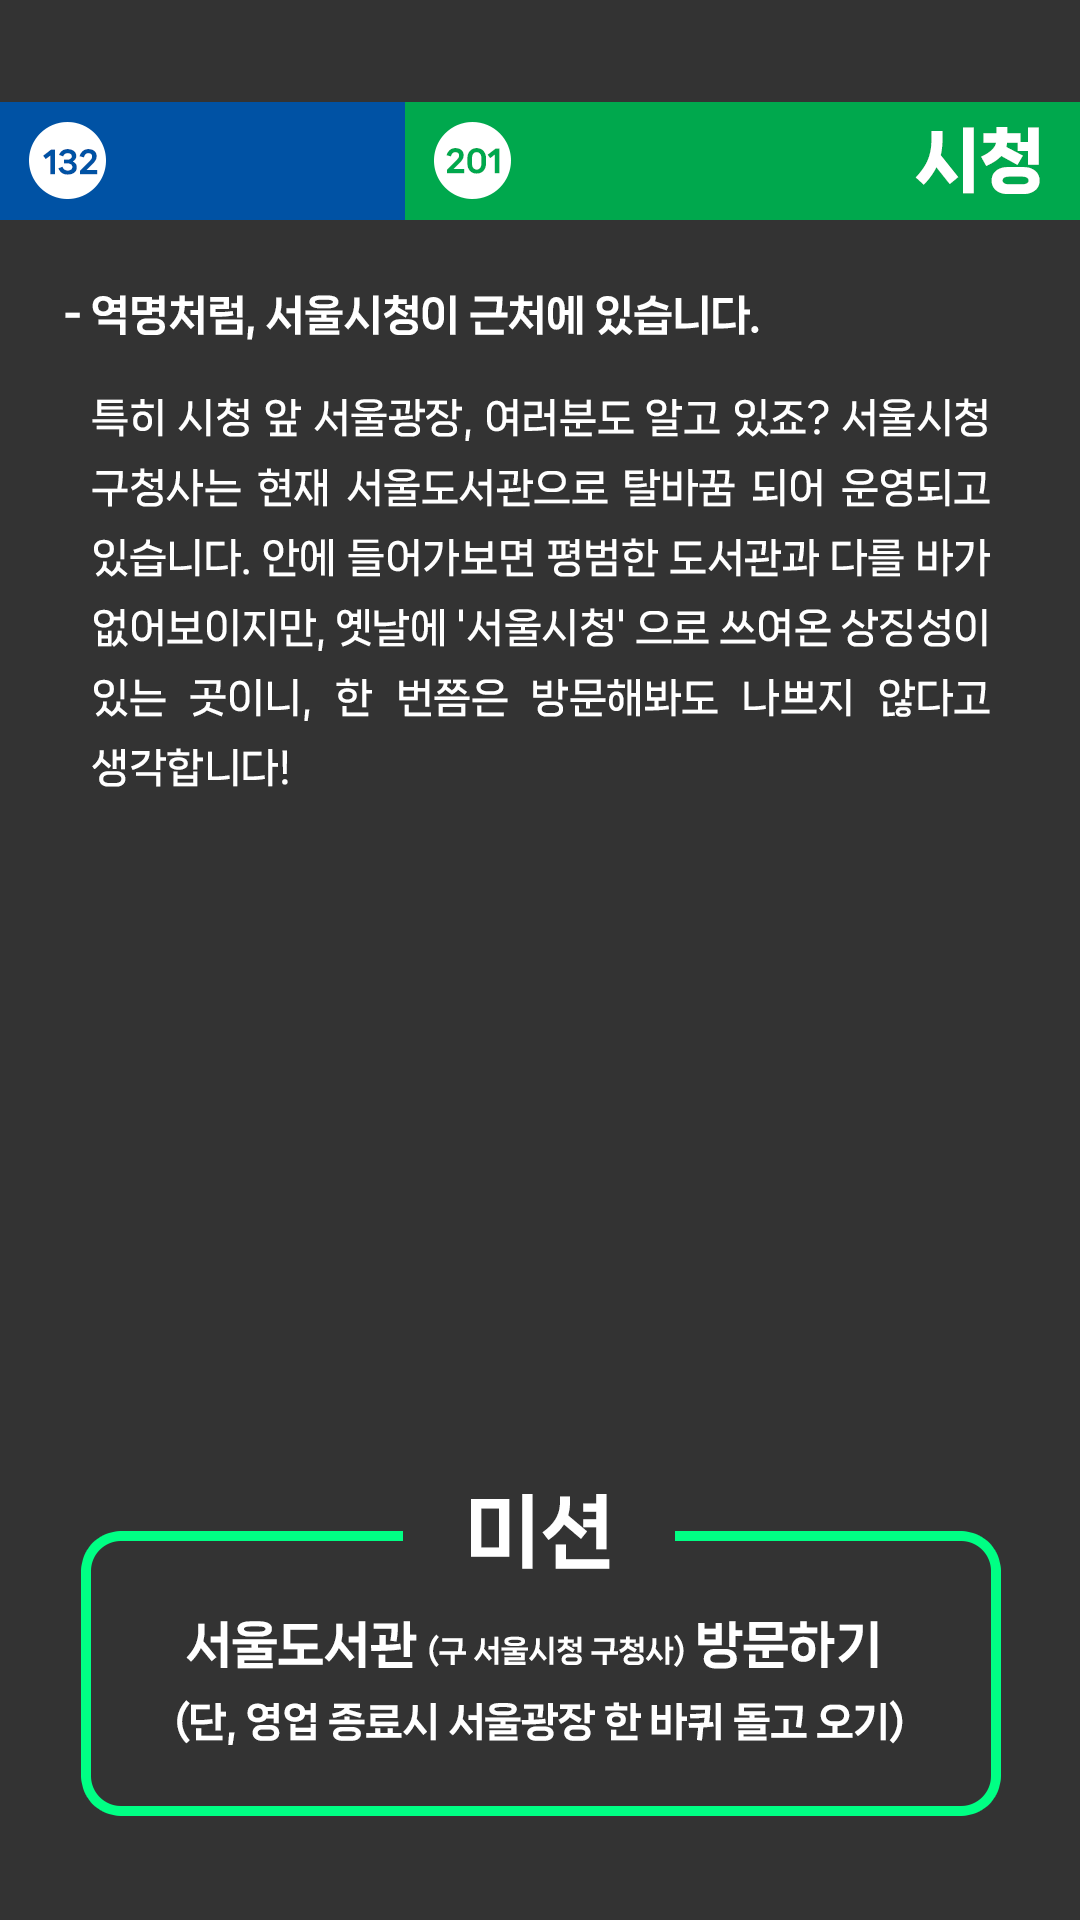 132
201
시청
- 역명처럼, 서울시청이 근처에 있습니다.
특히 시청 앞 서울광장, 여러분도 알고 있죠? 서울시청
구청사는 현재 서울도서관으로 탈바꿈 되어 운영되고
있습니다. 안에 들어가보면 평범한 도서관과 다를 바가
없어보이지만, 옛날에 '서울시청' 으로 쓰여온 상징성이
있는 곳이니, 한 번쯤은 방문해봐도 나쁘지 않다고
생각합니다!
미션
서울도서관 (구 서울시청 구청사) 방문하기
(단, 영업 종료시 서울광장 한 바퀴 돌고 오기)